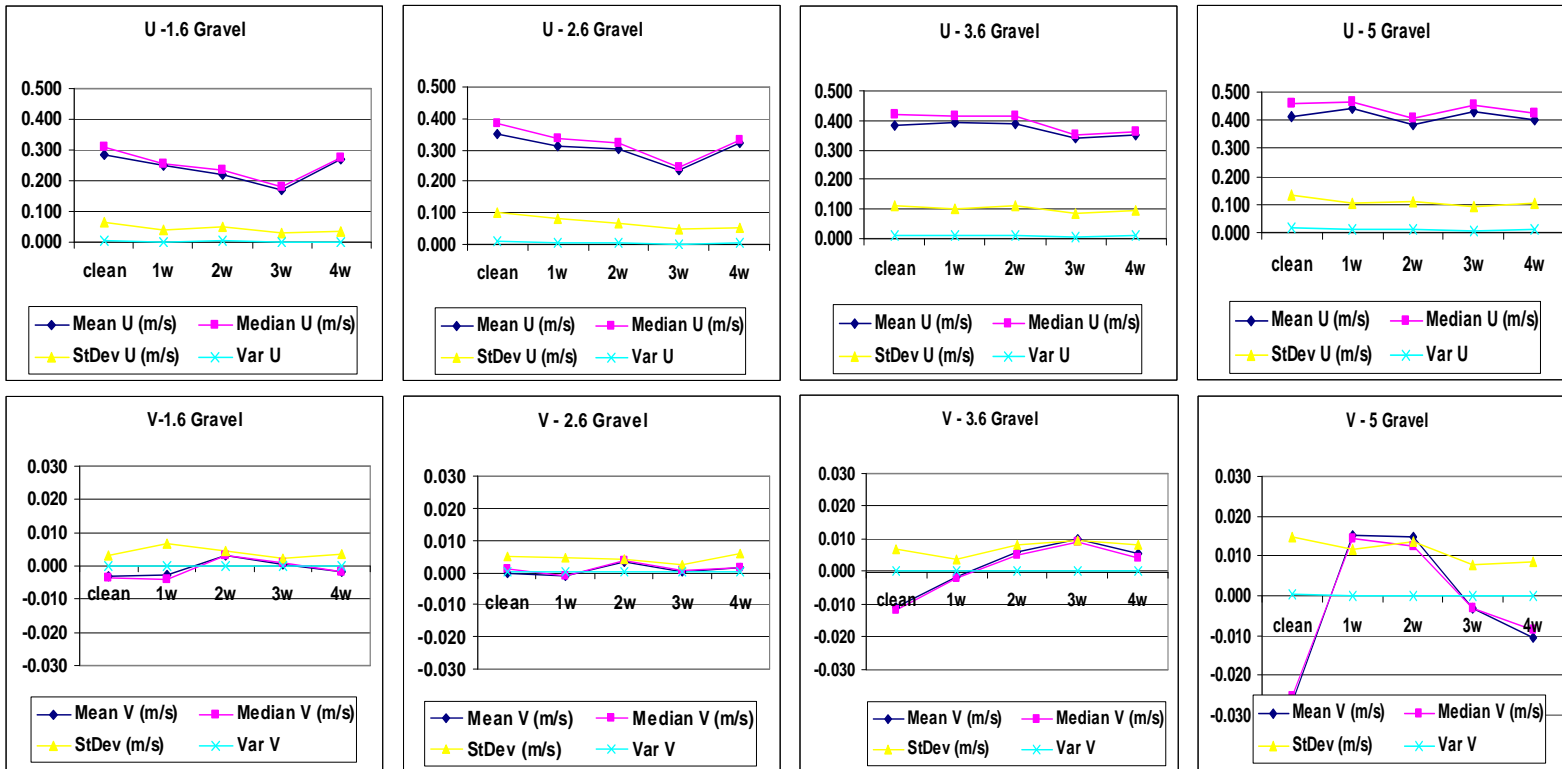 U -1.6 Gravel
0.500
0.400
0.300
0.200
0.100
0.000
clean 1w 2w 3w 4w
Mean U (m/s) Median U (m/s)
StDev U (m/s) Var U
U - 2.6 Gravel
0.500
0.400
0.300
0.200
0.100
0.000
clean 1w 2w 3w 4w
Mean U (m/s) Median U (m/s)
StDev U (m/s) Var U
U - 3.6 Gravel
0.500
0.400
0.300
0.200
0.100
0.000
clean 1w 2w 3w 4w
Mean U (m/s) Median U (m/s)
StDev U (m/s) Var U
U - 5 Gravel
0.500
0.400
0.300
0.200
0.100
0.000
clean 1w 2w 3w 4w
Mean U (m/s) Median U (m/s)
StDev U (m/s) Var U
V-1.6 Gravel
0.030
0.020
0.010
0.000
-0.010
-0.020
-0.030
clean 1w 2w 3w 4w
Mean V (m/s) Median V (m/s)
StDev (m/s) Var V
V - 2.6 Gravel
0.030
0.020
0.010
0.000
-0.010
-0.020
-0.030
clean 1w 2w 3w 4w
Mean V (m/s) Median V (m/s)
StDev (m/s) Var V
V - 3.6 Gravel
0.030
0.020
0.010
0.000
-0.010
-0.020
-0.030
clean 1w 2w 3w 4w
Mean V (m/s) Median V (m/s)
StDev (m/s) Var V
V - 5 Gravel
0.030
0.020
0.010
0.000
-0.010
-0.020
-0.030
clean 1w 2w 3w 4w
Mean V (m/s) Median V (m/s)
StDev (m/s) Var V